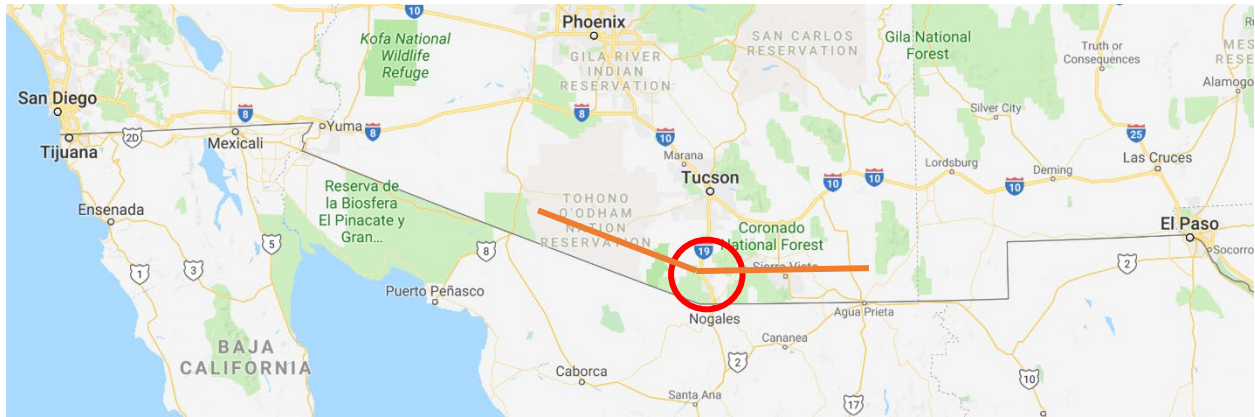 Phoenix
Kofa National
Wildlife
Refuge
GILA RIVER
INDIAN
RESERVATION
SAN CARLOS
RESERVATION
Gila National
Forest
Truth or
Consequences
Alamogo
San Diego
Tijuana
2D
Mexicali
Yuma
8
8
8
10
10
10
10
10
10
25
Silver City
Lordsburg
Deming
Las Cruces
Marana
Tucson
Ensenada
Reserva de
la Biosfera
El Pinacate y
Gran...
TOHONO
O'ODHAM
NATION
RESERVATION
Coronado
National Forest
19
El Paso
Socorro
1
3
5
8
2
Puerto Peñasco
Nogales
Agua Prieta
Cananea
2
BAJA
CALIFORNIA
Caborca
Santa Ana
17
10